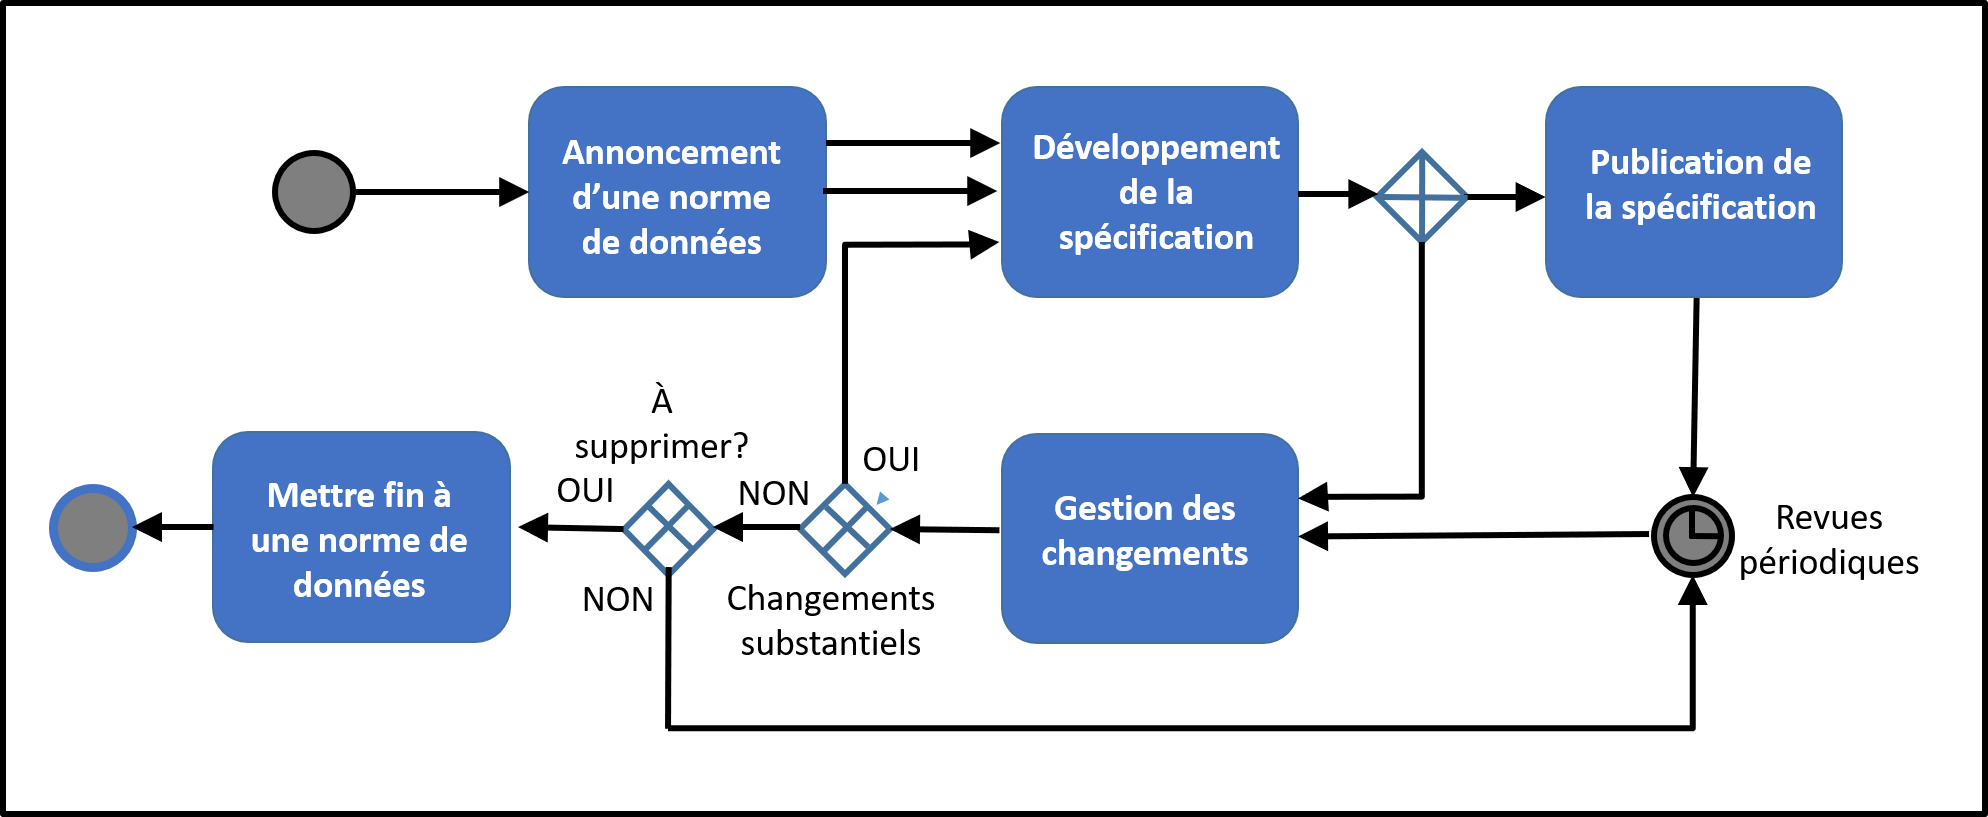 Annoncement
d’une norme
de données
Développement
de la
spécification
Publication de
la spécification
À
supprimer?
OUI
NON
OUI
NON
Changements
substantiels
Mettre fin à
une norme de
données
Gestion des
changements
Revues
périodiques